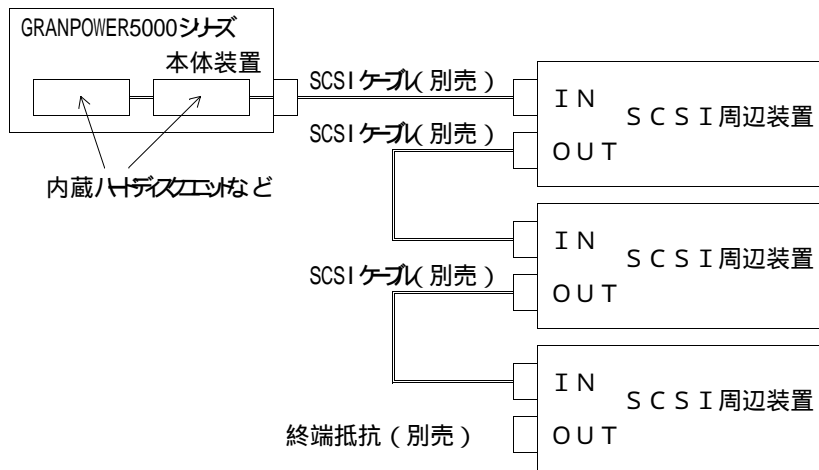 GRANPOWER5000シリーズ
本体装置
内蔵ハードディスクユニットなど
SCSIケーブル(別売)
ＩＮ
ＳＣＳＩ周辺装置
SCSIケーブル(別売)
ＯＵＴ
ＩＮ
ＳＣＳＩ周辺装置
SCSIケーブル(別売)
ＯＵＴ
ＩＮ
ＳＣＳＩ周辺装置
終端抵抗(別売)
ＯＵＴ